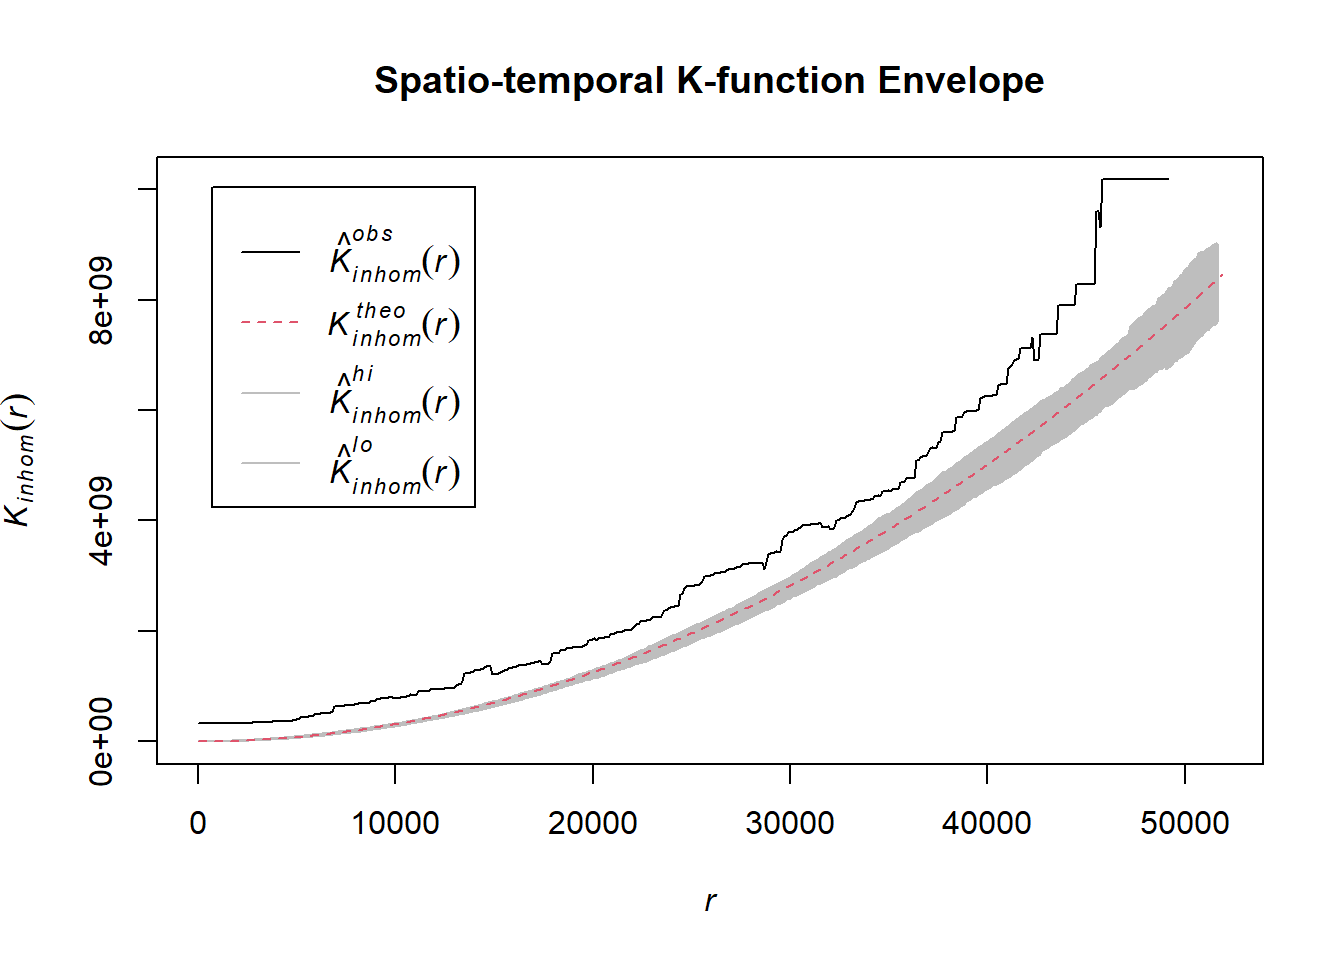 Spatio-temporal K-function Envelope
K̂ᵒᵇˢinhom(r)
Kᵗʰᵉᵒinhom(r)
K̂ʰⁱinhom(r)
K̂ˡᵒinhom(r)
Kinhom(r)
8e+09
4e+09
0e+00
0 10000 20000 30000 40000 50000
r